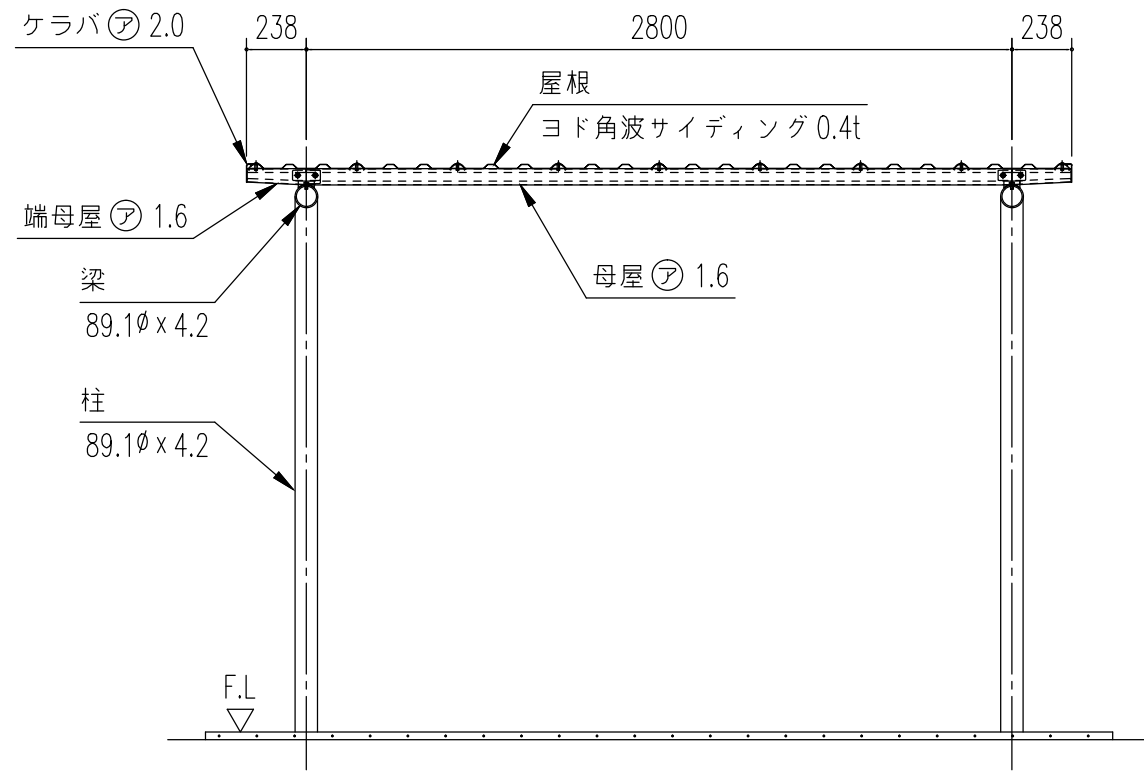 ケラバ ㋐ 2.0
238
2800
238
屋根
ヨド角波サイディング 0.4t
端母屋 ㋐ 1.6
母屋 ㋐ 1.6
梁
89.1φ x 4.2
柱
89.1φ x 4.2
F.L